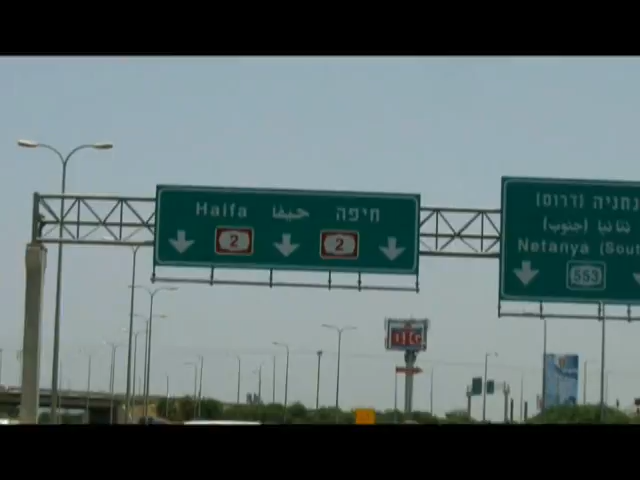 Haifa حيفا חיפה
2 2
נתניה (דרום)
نتانيا (جنوب)
Netanya (Sout
553